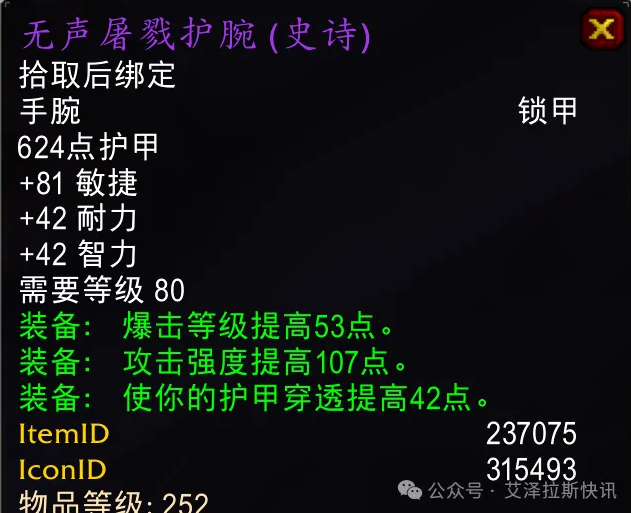 无声屠戮护腕 (史诗)
拾取后绑定
手腕 锁甲
624点护甲
+81 敏捷
+42 耐力
+42 智力
需要等级 80
装备： 爆击等级提高53点。
装备： 攻击强度提高107点。
装备： 使你的护甲穿透提高42点。
ItemID 237075
IconID 315493
物品等级: 252
公众号 · 艾泽拉斯快讯